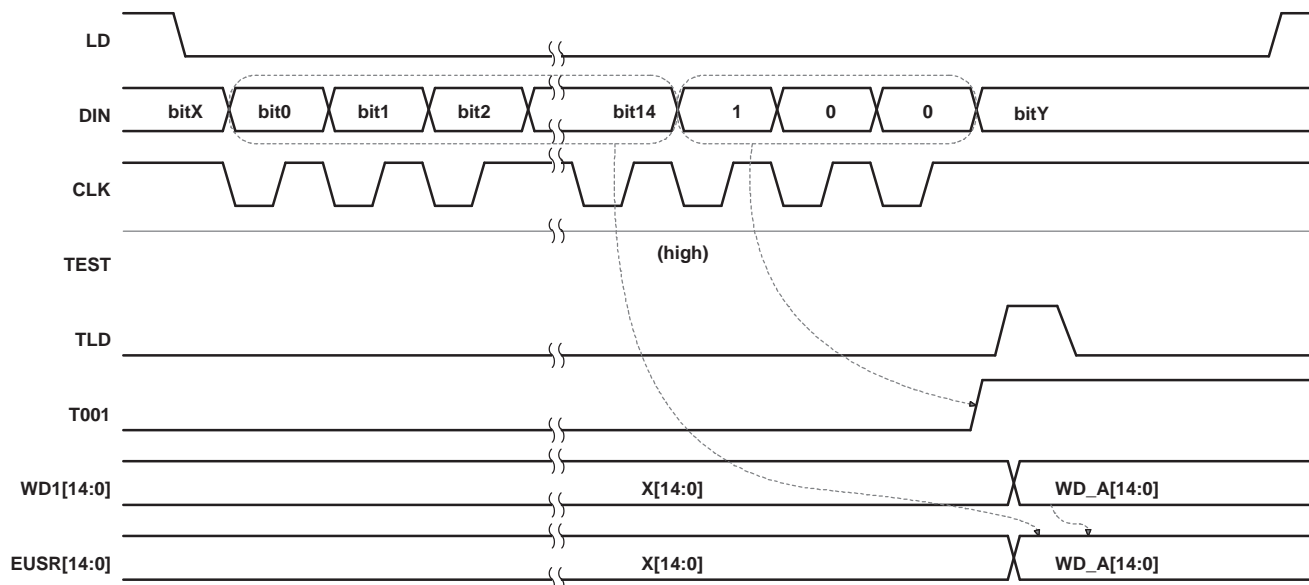 LD
DIN bitX bit0 bit1 bit2 bit14 1 0 0 bitY
CLK
(high)
TEST
TLD
T001
WD1[14:0] X[14:0] WD_A[14:0]
EUSR[14:0] X[14:0] WD_A[14:0]